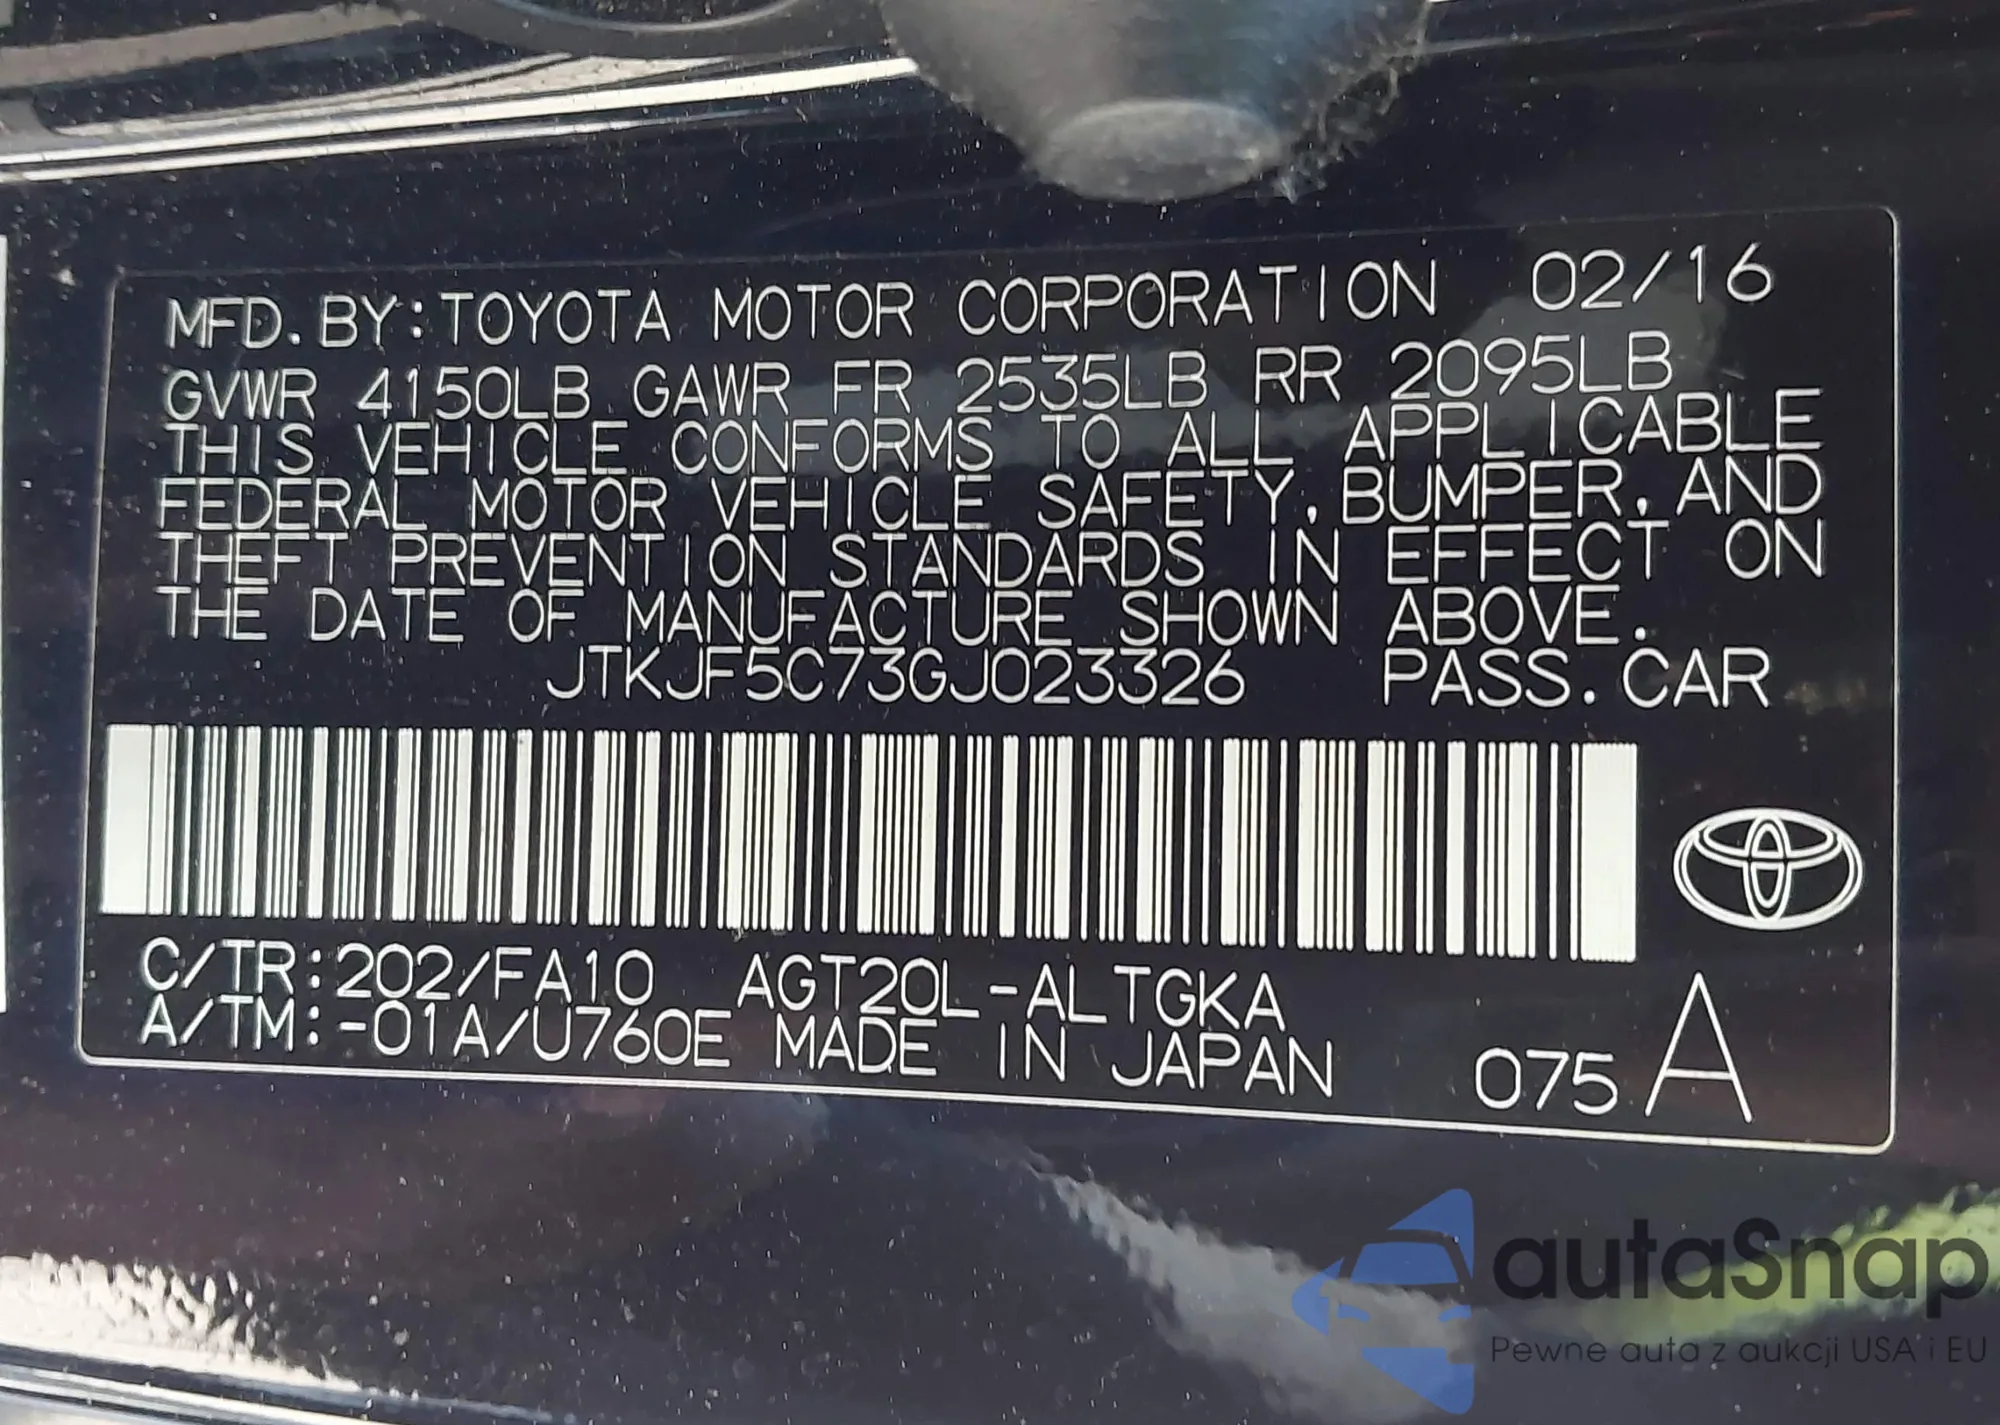 MFD. BY: TOYOTA MOTOR CORPORATION 02/16
GVWR 4150LB GAWR FR 2535LB RR 2095LB
THIS VEHICLE CONFORMS TO ALL APPLICABLE
FEDERAL MOTOR VEHICLE SAFETY, BUMPER, AND
THEFT PREVENTION STANDARDS IN EFFECT ON
THE DATE OF MANUFACTURE SHOWN ABOVE.
JTKJF5C73GJ023326 PASS. CAR
C/TR: 202/FA10 AGT20L-ALTGKA
A/TM: -01A/U760E MADE IN JAPAN 075 A
autaSnap
Pewne auta z aukcji USA i EU